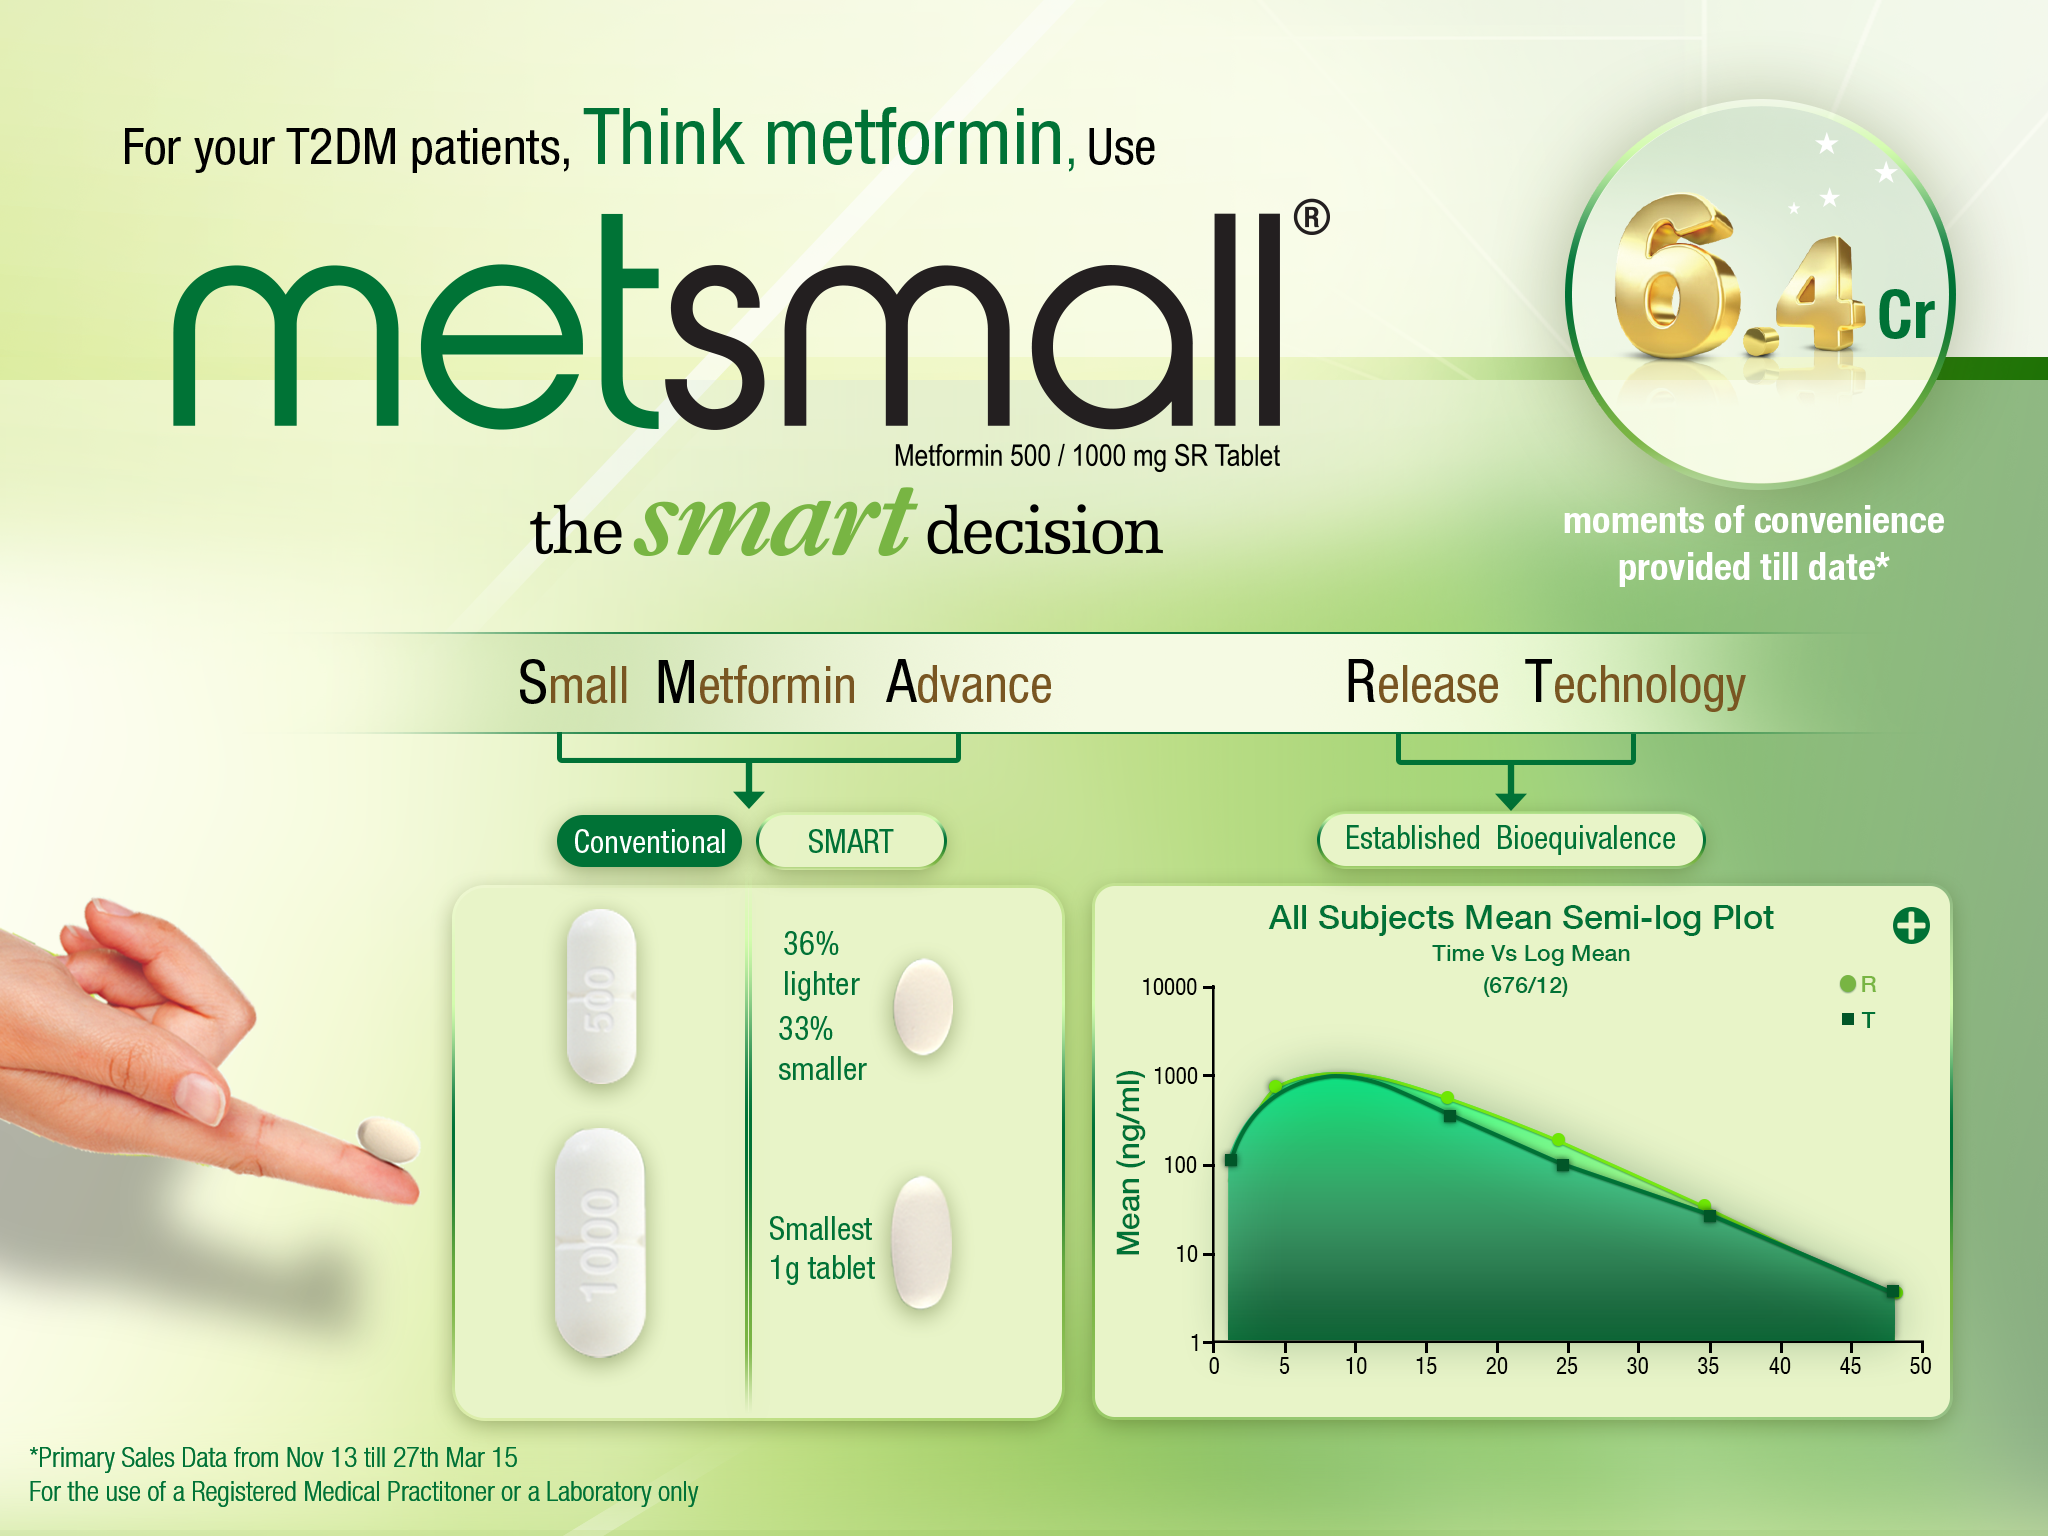 For your T2DM patients, Think metformin, Use
metsmall®
Metformin 500 / 1000 mg SR Tablet
the smart decision
6.4 Cr
moments of convenience
provided till date*
Small Metformin Advance Release Technology
Conventional SMART
Established Bioequivalence
500
36%
lighter
33%
smaller
1000
Smallest
1g tablet
All Subjects Mean Semi-log Plot
Time Vs Log Mean
(676/12)
R
T
Mean (ng/ml)
10000
1000
100
10
1
0 5 10 15 20 25 30 35 40 45 50
*Primary Sales Data from Nov 13 till 27th Mar 15
For the use of a Registered Medical Practitoner or a Laboratory only